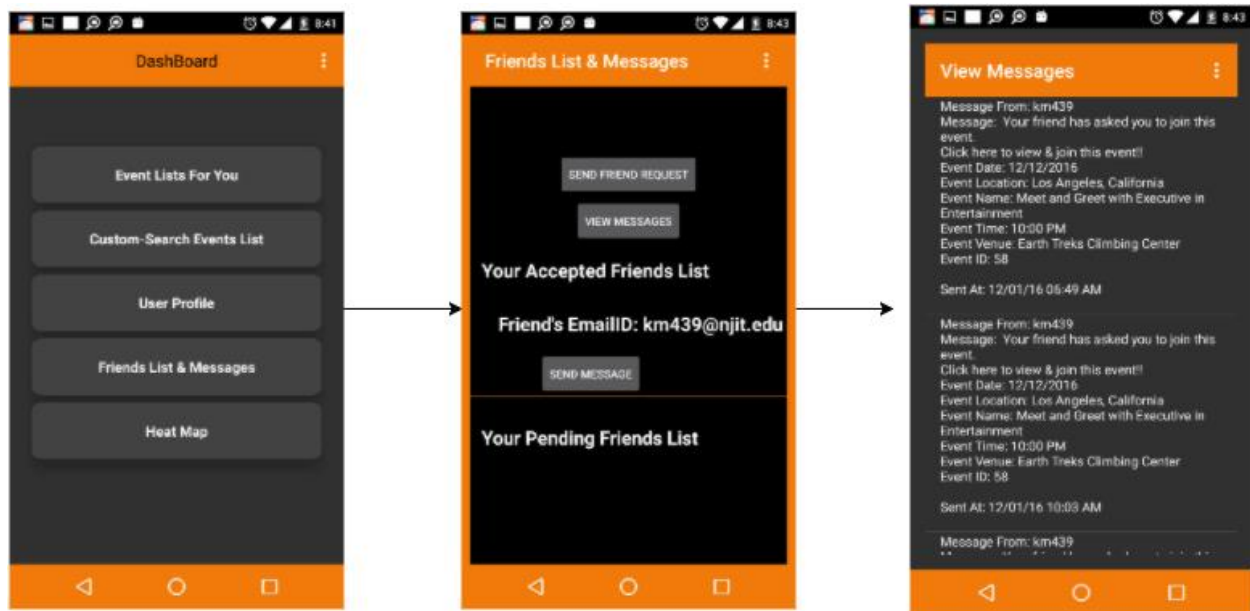 8:41
DashBoard
Event Lists For You
Custom-Search Events List
User Profile
Friends List & Messages
Heat Map
8:43
Friends List & Messages
SEND FRIEND REQUEST
VIEW MESSAGES
Your Accepted Friends List
Friend's EmailID: km439@njit.edu
SEND MESSAGE
Your Pending Friends List
8:43
View Messages
Message From: km439
Message: Your friend has asked you to join this
event.
Click here to view & join this event!!
Event Date: 12/12/2016
Event Location: Los Angeles, California
Event Name: Meet and Greet with Executive in
Entertainment
Event Time: 10:00 PM
Event Venue: Earth Treks Climbing Center
Event ID: 58
Sent At: 12/01/16 06:49 AM
Message From: km439
Message: Your friend has asked you to join this
event.
Click here to view & join this event!!
Event Date: 12/12/2016
Event Location: Los Angeles, California
Event Name: Meet and Greet with Executive in
Entertainment
Event Time: 10:00 PM
Event Venue: Earth Treks Climbing Center
Event ID: 58
Sent At: 12/01/16 10:03 AM
Message From: km439